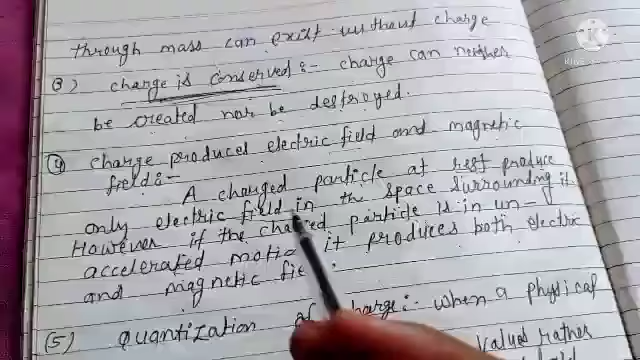 through mass can exist without charge
(3) charge is conserved :- charge can neither
be created nor be destroyed.
(4) charge produces electric field and magnetic
field :-
A charged particle at rest produce
only electric field in the space surrounding it
However if the charged particle is in un-
accelerated motion it produces both electric
and magnetic
(5) Quantization of charge :- when a physical
values rather